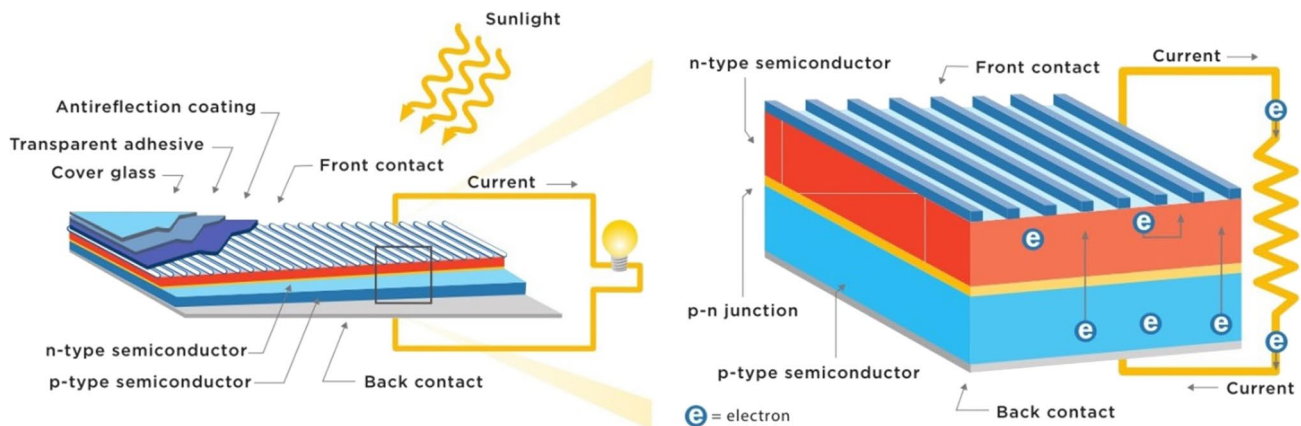 Sunlight
Antireflection coating
Transparent adhesive
Cover glass
Front contact
Current
n-type semiconductor
p-type semiconductor
Back contact
n-type semiconductor
Front contact
Current
e
e
e
p-n junction
e
e
e
e
p-type semiconductor
Current
Back contact
e = electron